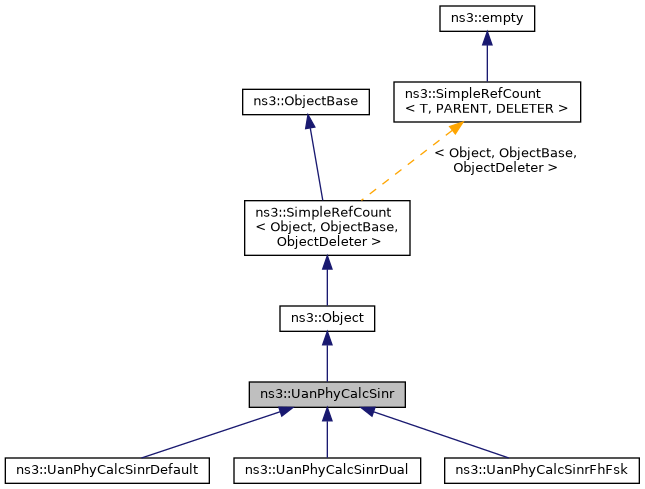 ns3::empty
ns3::SimpleRefCount
< T, PARENT, DELETER >
ns3::ObjectBase
< Object, ObjectBase,
ObjectDeleter >
ns3::SimpleRefCount
< Object, ObjectBase,
ObjectDeleter >
ns3::Object
ns3::UanPhyCalcSinr
ns3::UanPhyCalcSinrDefault
ns3::UanPhyCalcSinrDual
ns3::UanPhyCalcSinrFhFsk